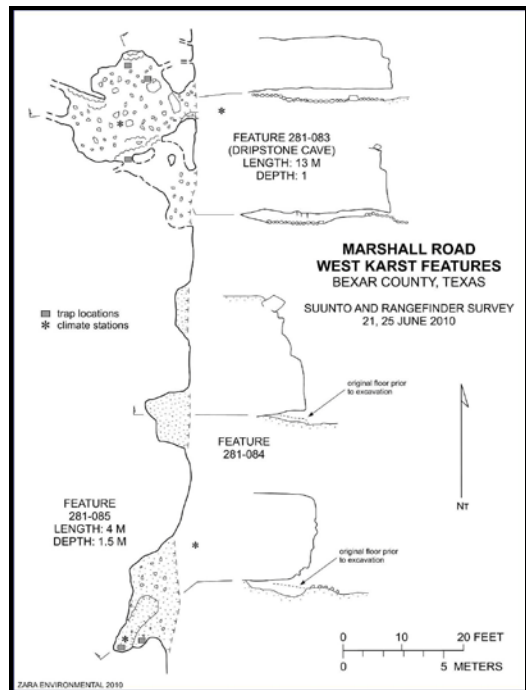 FEATURE 281-083
(DRIPSTONE CAVE)
LENGTH: 13 M
DEPTH: 1
MARSHALL ROAD
WEST KARST FEATURES
BEXAR COUNTY, TEXAS
SUUNTO AND RANGEFINDER SURVEY
21, 25 JUNE 2010
trap locations
* climate stations
original floor prior
to excavation
FEATURE
281-084
NT
FEATURE
281-085
LENGTH: 4 M
DEPTH: 1.5 M
original floor prior
to excavation
0 10 20 FEET
0 5 METERS
ZARA ENVIRONMENTAL 2010